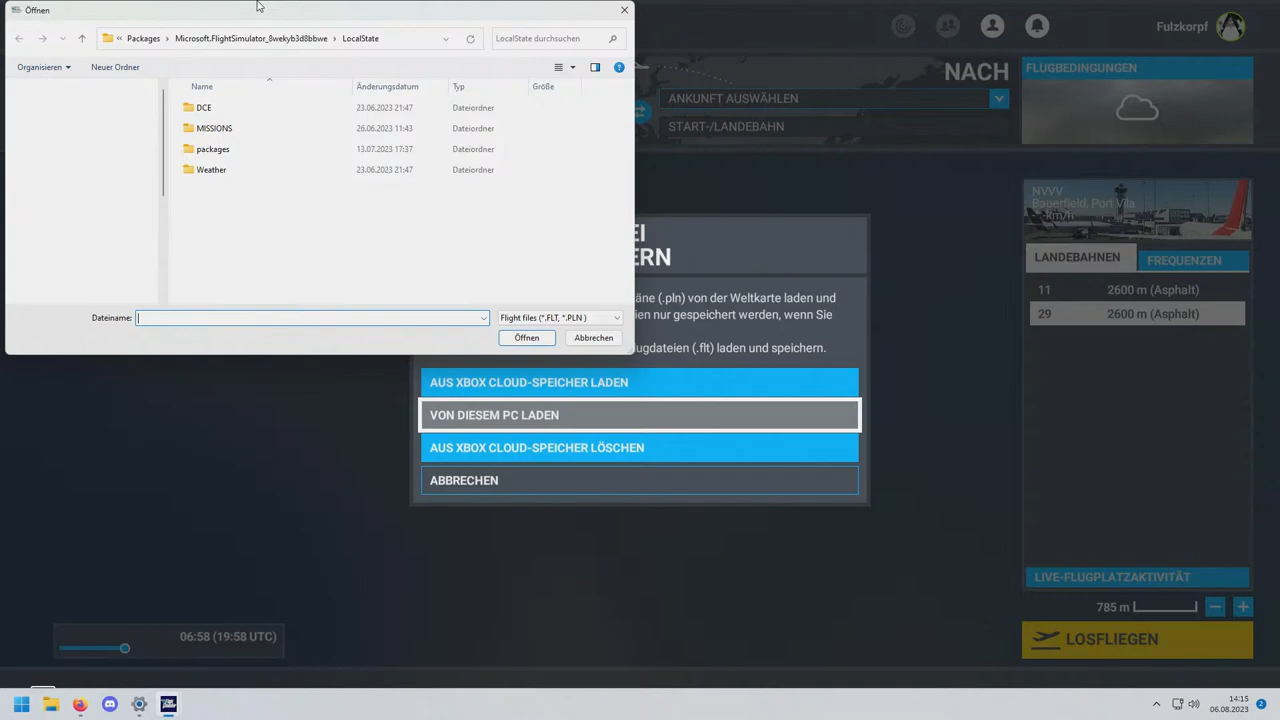 Öffnen
Packages
Microsoft.FlightSimulator_8wekyb3d8bbwe
LocalState
LocalState durchsuchen
Organisieren
Neuer Ordner
Name
Änderungsdatum
Typ
Größe
DCE 23.06.2023 21:47 Dateiordner
MISSIONS 26.06.2023 11:43 Dateiordner
packages 13.07.2023 17:37 Dateiordner
Weather 23.06.2023 21:47 Dateiordner
Dateiname:
Flight files (*.FLT, *.PLN )
Öffnen
Abbrechen
Fulzkorpf
NACH
ANKUNFT AUSWÄHLEN
START-/LANDEBAHN
FLUGBEDINGUNGEN
EI
ERN
äne (.pln) von der Weltkarte laden und
ien nur gespeichert werden, wenn Sie
ugdateien (.flt) laden und speichern.
AUS XBOX CLOUD-SPEICHER LADEN
VON DIESEM PC LADEN
AUS XBOX CLOUD-SPEICHER LÖSCHEN
ABBRECHEN
NVVV
Bauerfield, Port Vila
- km/h
LANDEBAHNEN
FREQUENZEN
11 2600 m (Asphalt)
29 2600 m (Asphalt)
LIVE-FLUGPLATZAKTIVITÄT
785 m
06:58 (19:58 UTC)
LOSFLIEGEN
14:15
06.08.2023
2